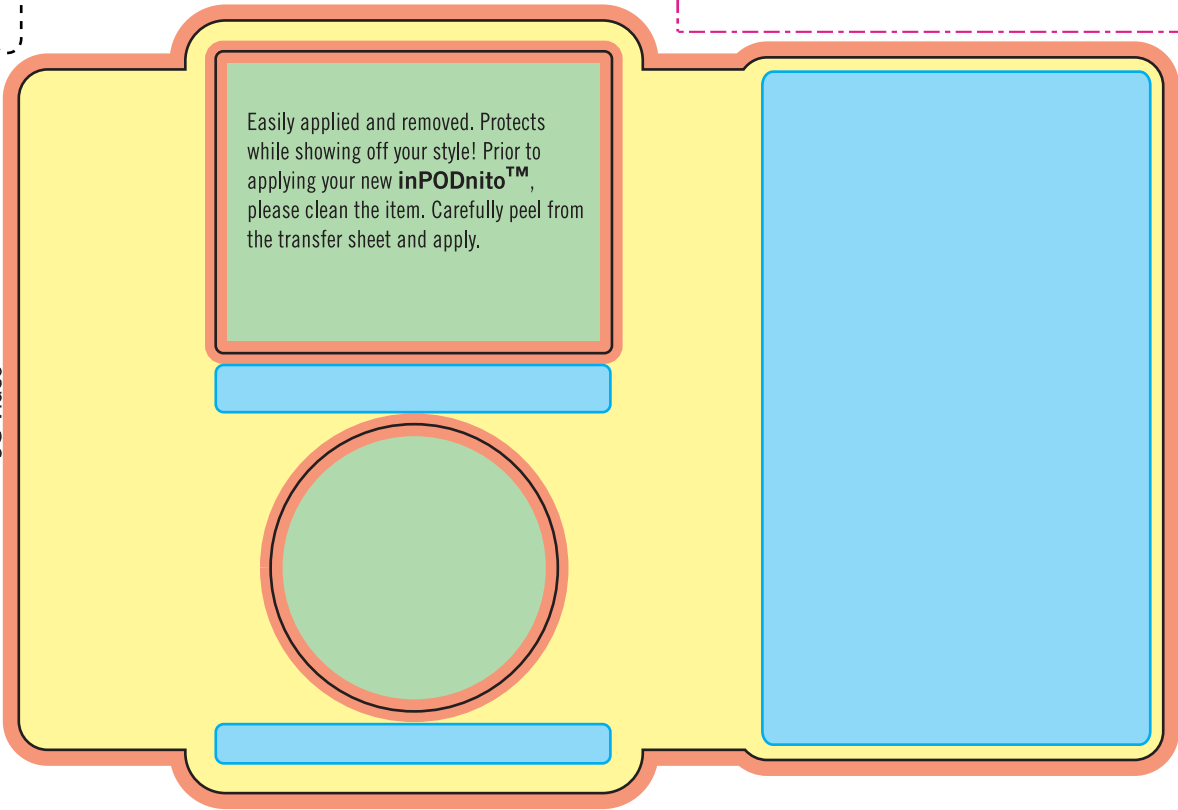 Easily applied and removed. Protects
while showing off your style! Prior to
applying your new inPODnito™,
please clean the item. Carefully peel from
the transfer sheet and apply.